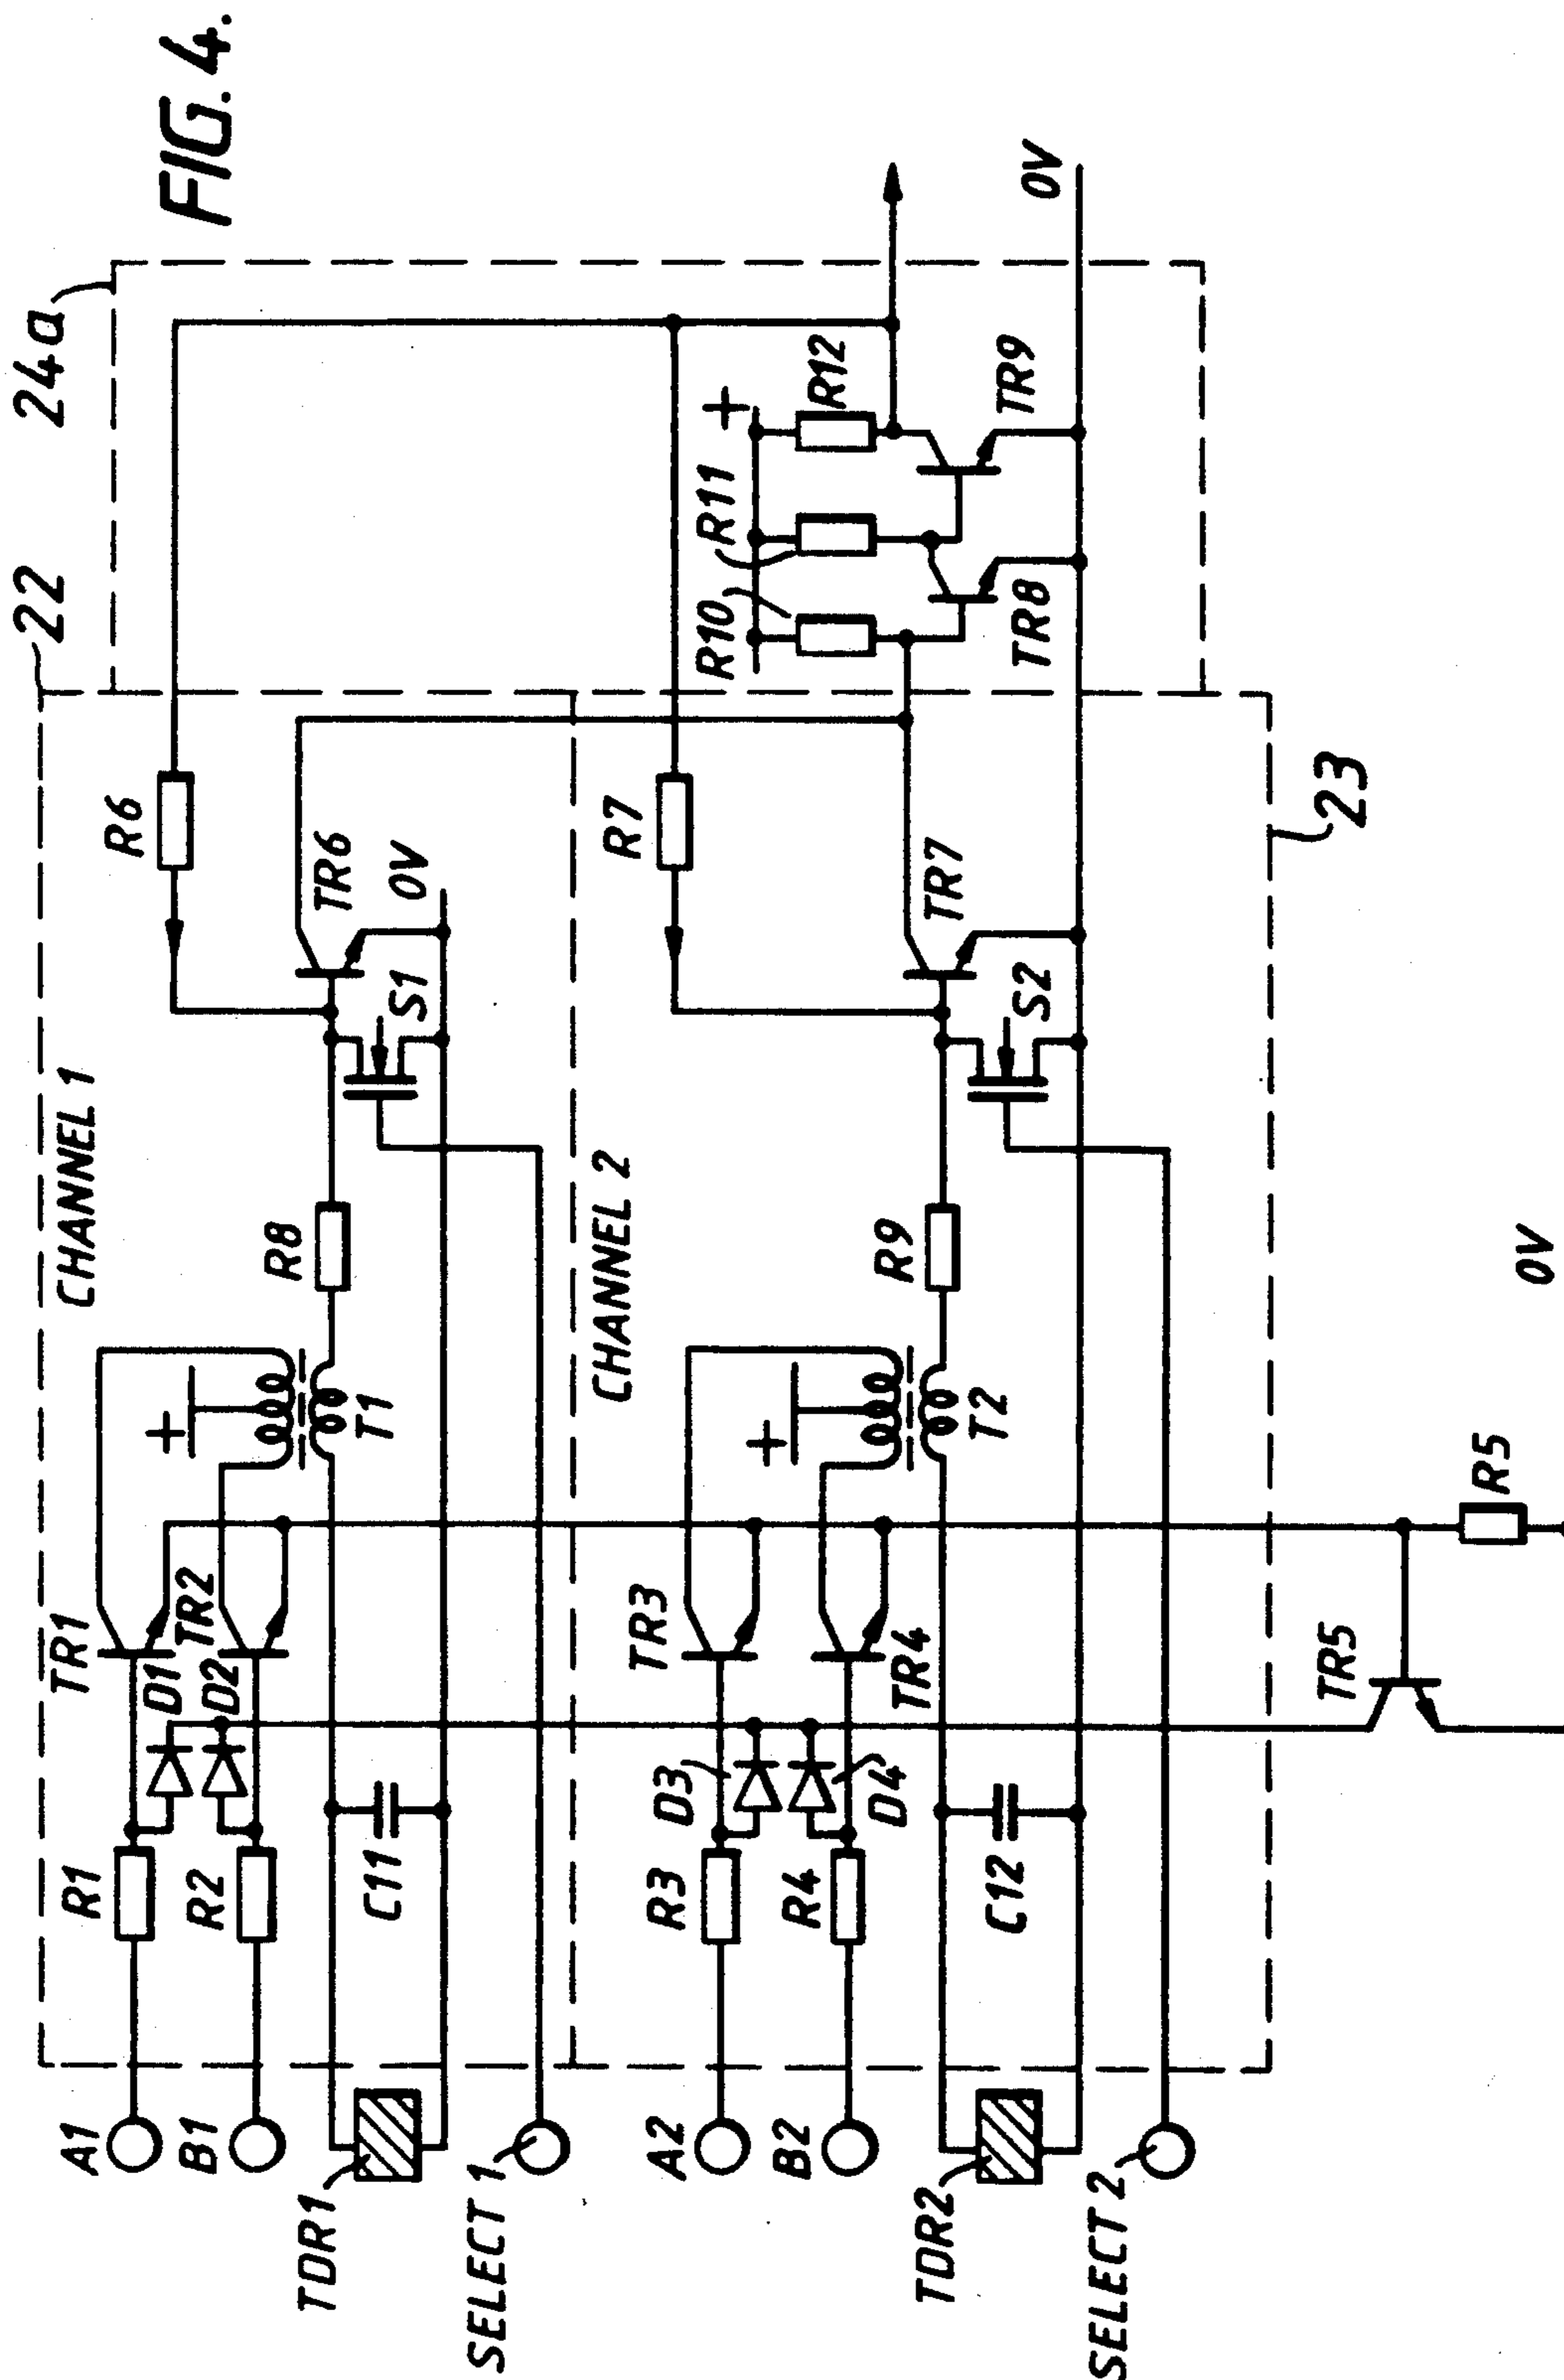 FIG. 4.
22
24a
CHANNEL 1
R6
A1
R1
TR1
D1
TR2
D2
B1
R2
+
T1
R8
TR6
0V
S1
C11
TDR1
SELECT 1
CHANNEL 2
R7
A2
R3
D3
TR3
B2
R4
D4
TR4
+
T2
R9
TR7
S2
C12
TDR2
SELECT 2
R10
R11
+
R12
TR8
TR9
0V
23
TR5
R5
0V